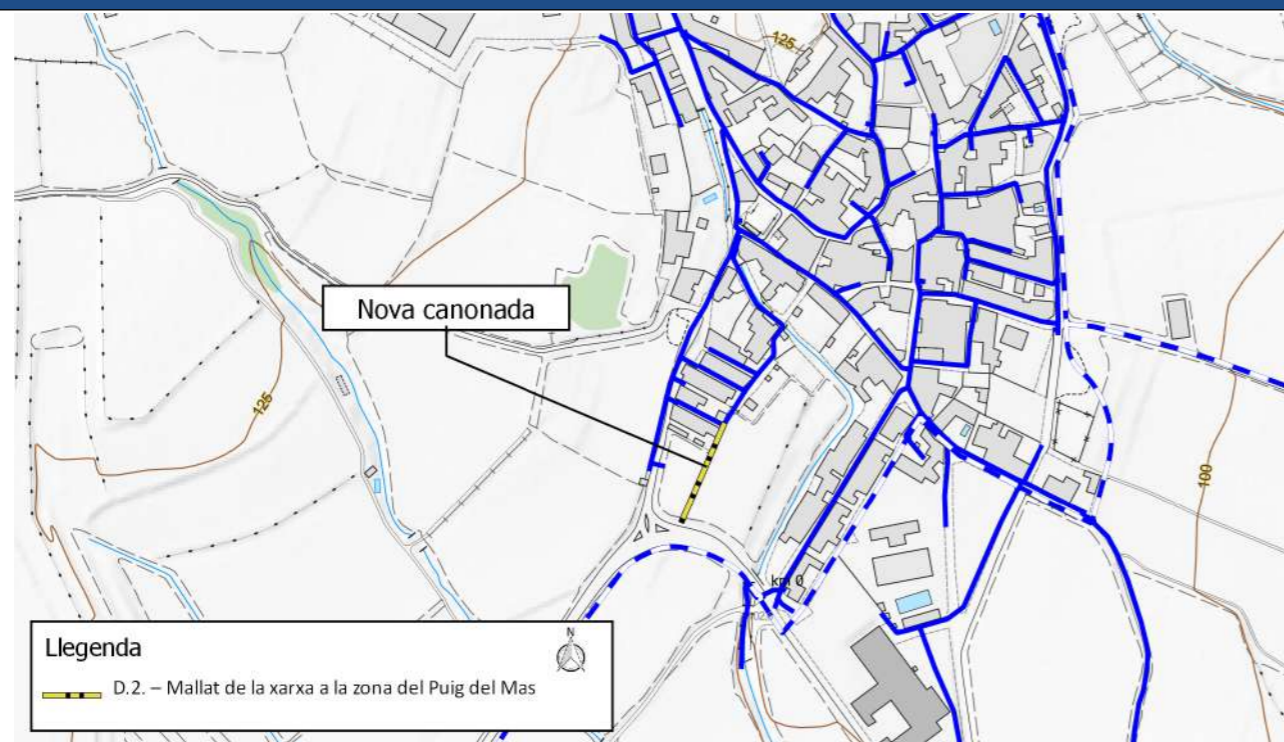 125
Nova canonada
125
100
km 0
Llegenda
N
D.2. – Mallat de la xarxa a la zona del Puig del Mas